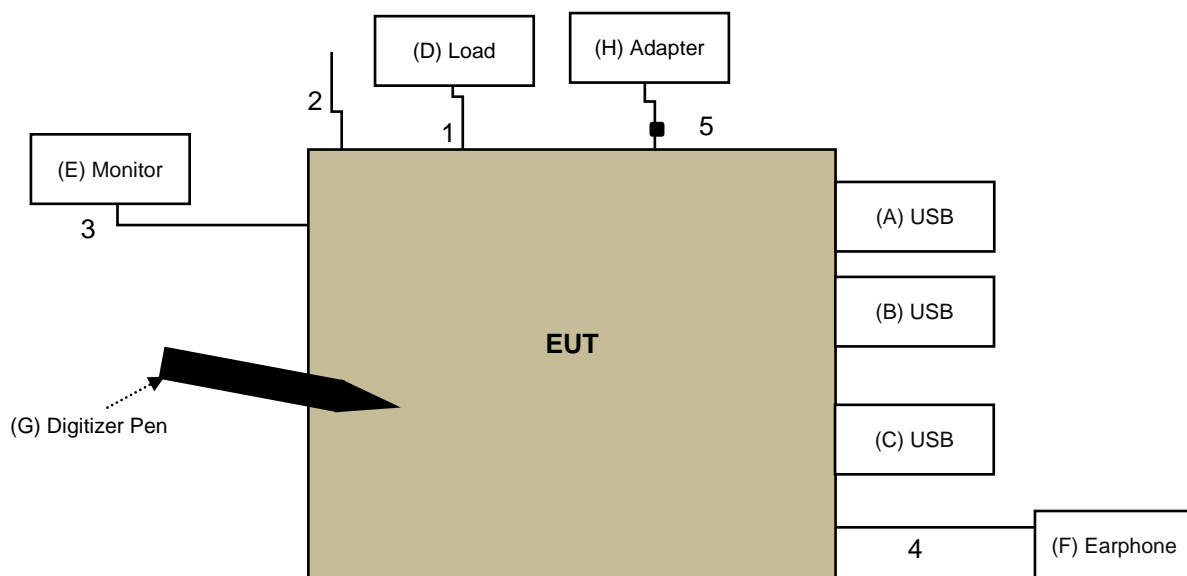 (D) Load
(H) Adapter
2
1
5
(E) Monitor
3
(A) USB
(B) USB
EUT
(G) Digitizer Pen
(C) USB
4
(F) Earphone